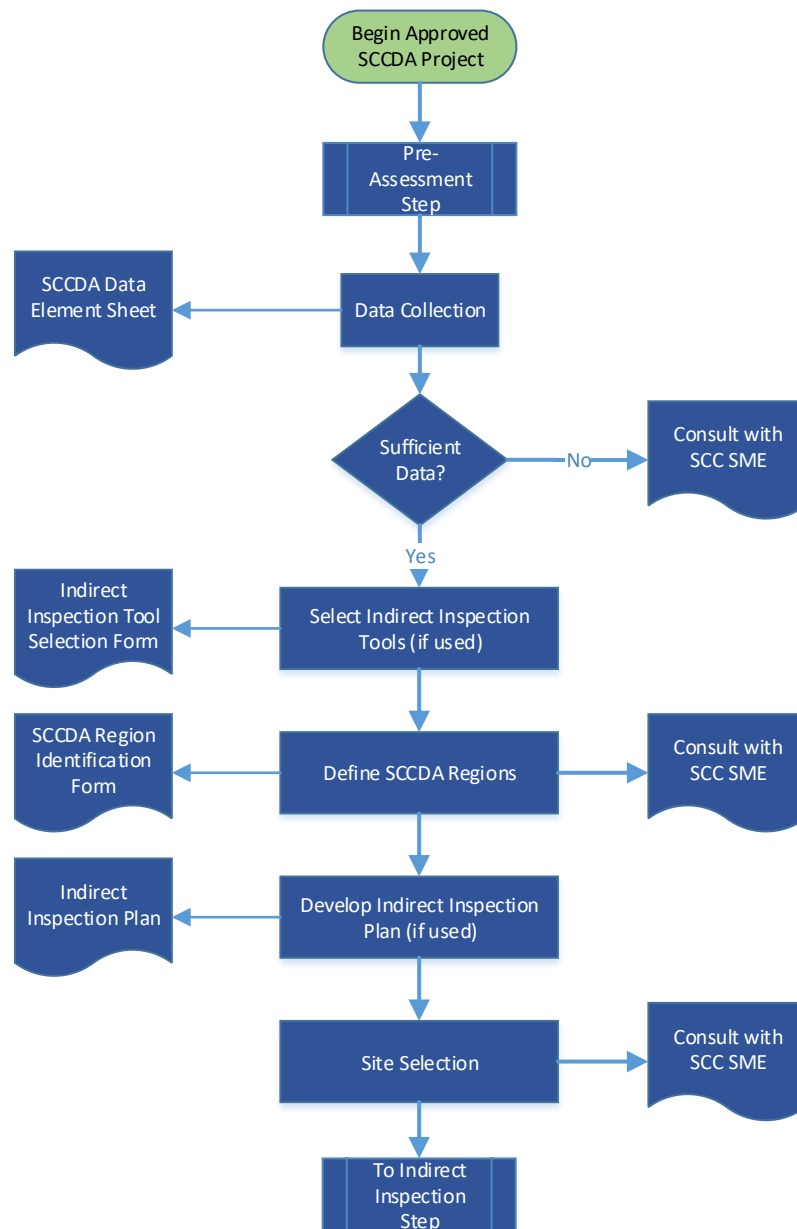 Begin Approved
SCCDA Project
Pre-
Assessment
Step
SCCDA Data
Element Sheet
Data Collection
Sufficient
Data?
No
Consult with
SCC SME
Yes
Indirect
Inspection Tool
Selection Form
Select Indirect Inspection
Tools (if used)
SCCDA Region
Identification
Form
Define SCCDA Regions
Consult with
SCC SME
Indirect
Inspection Plan
Develop Indirect Inspection
Plan (if used)
Site Selection
Consult with
SCC SME
To Indirect
Inspection
Step